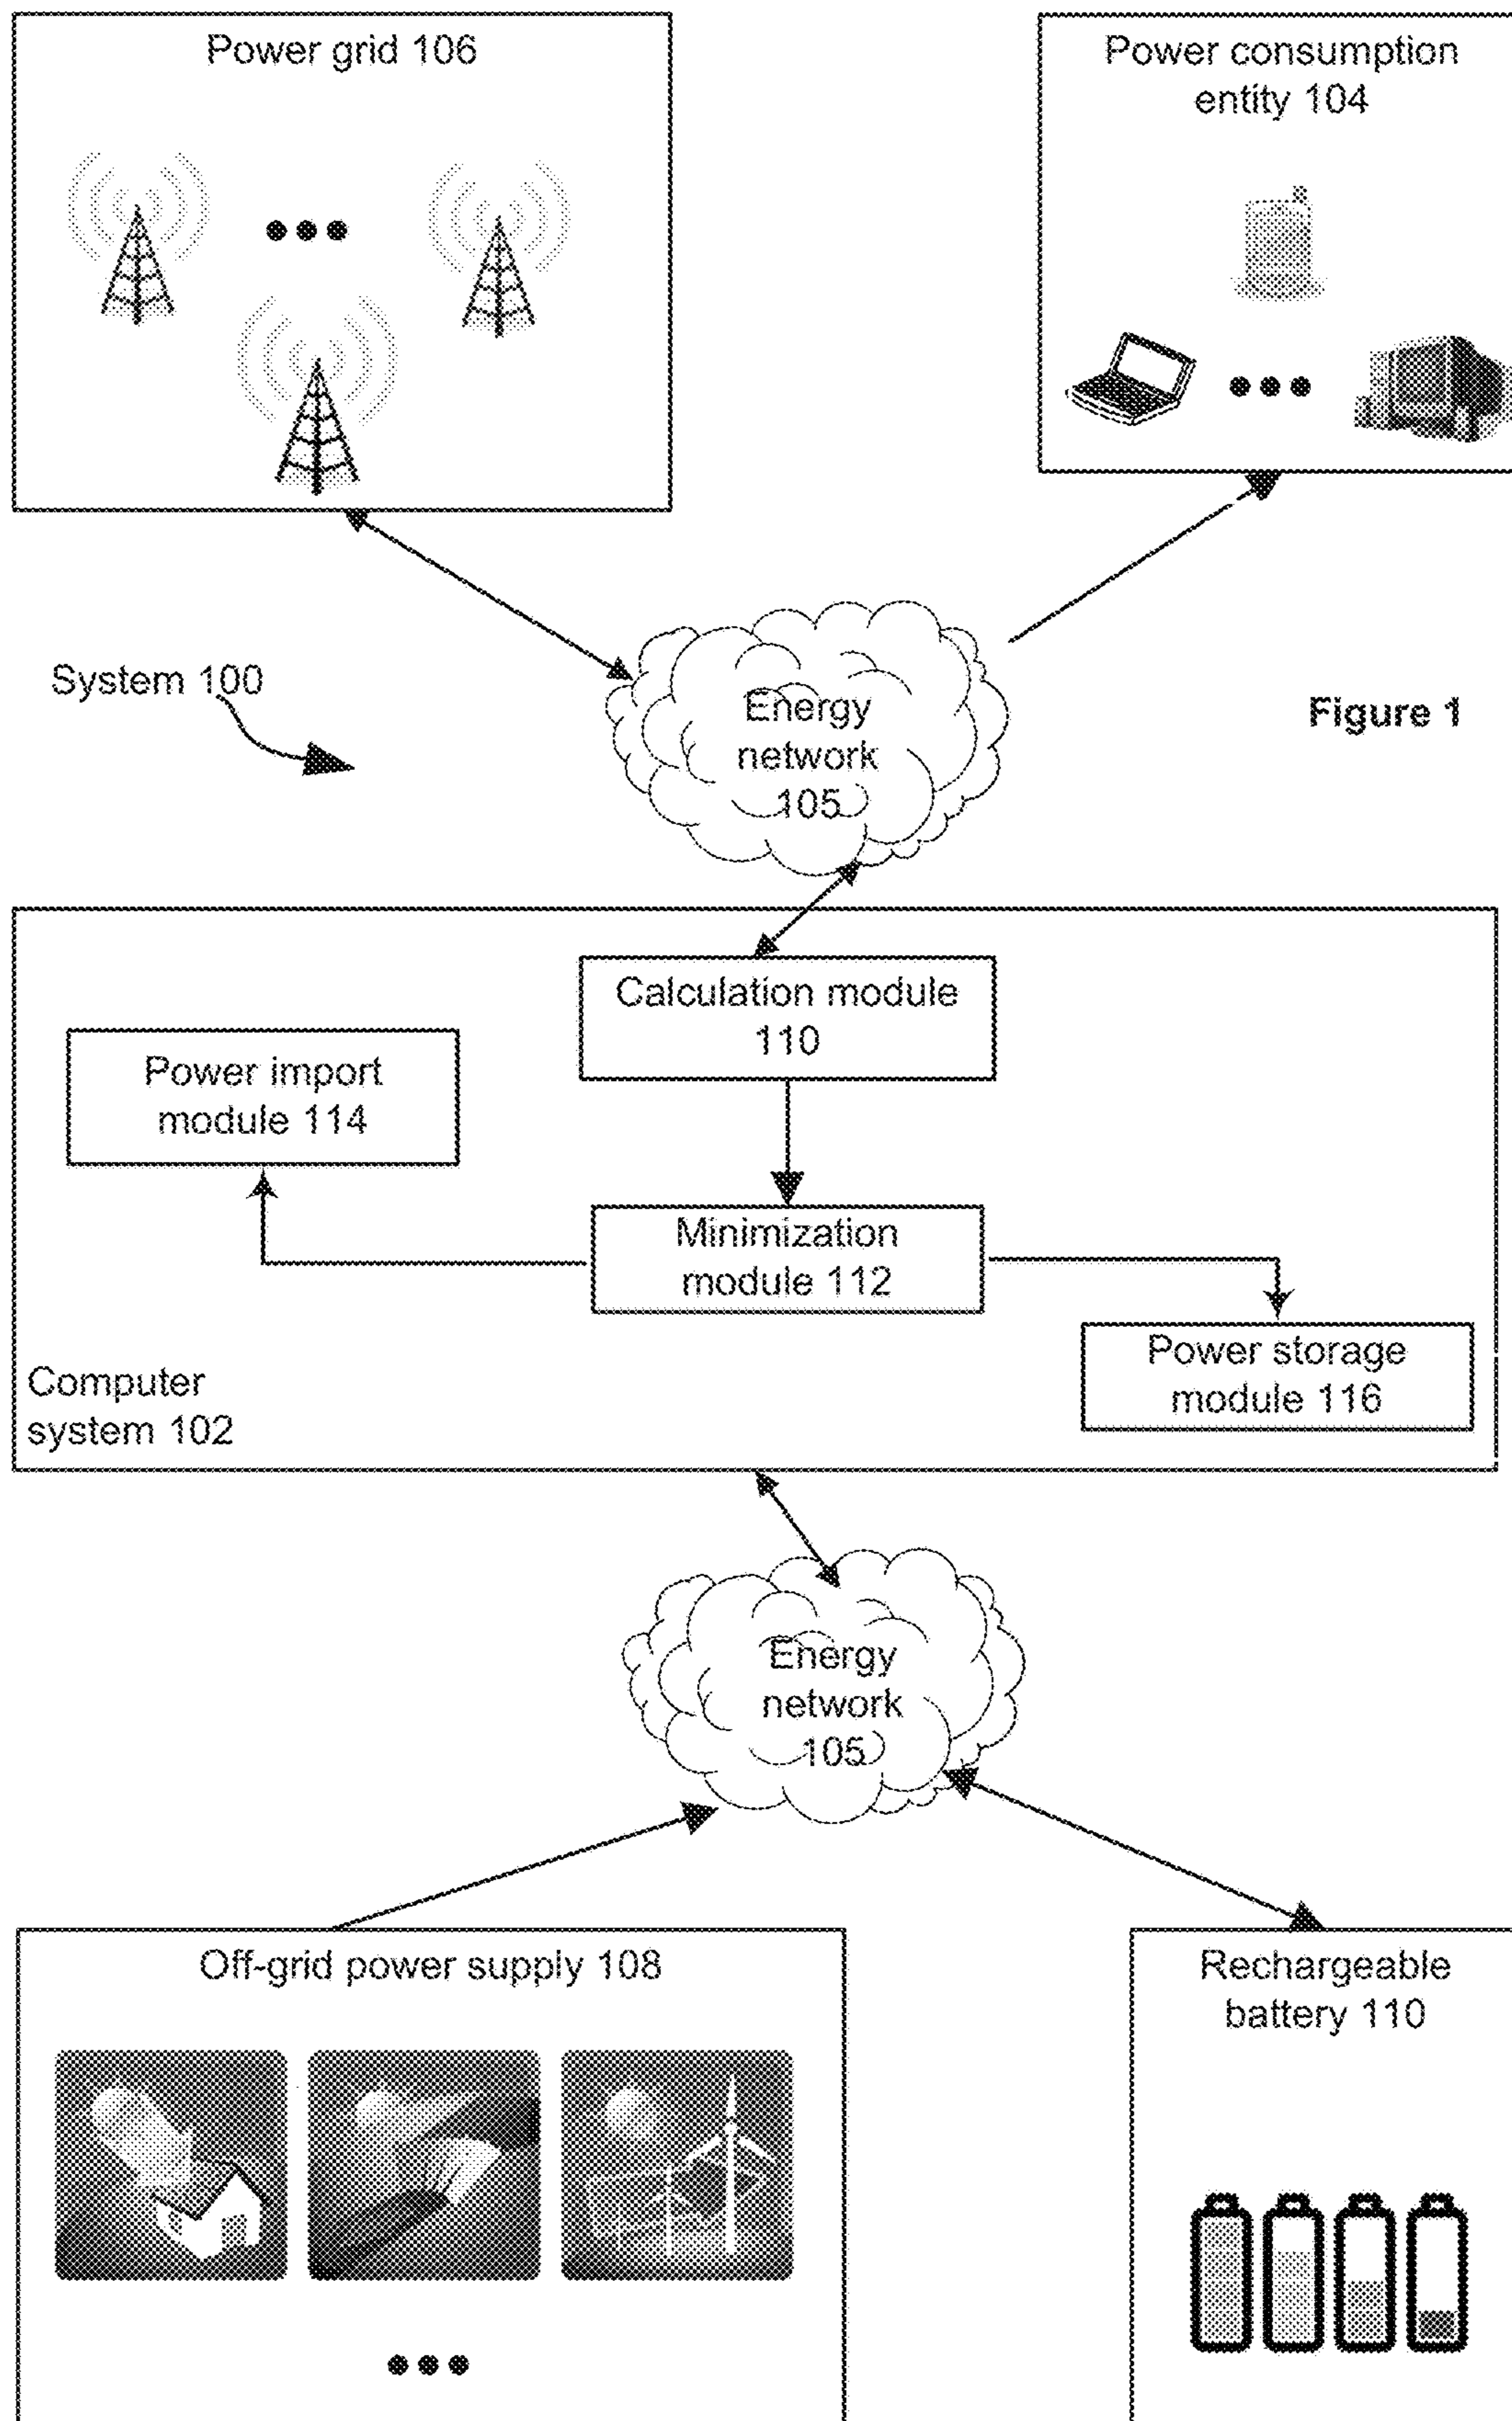 Power grid 106
Power consumption
entity 104
System 100
Energy
network
105
Figure 1
Calculation module
110
Power import
module 114
Minimization
module 112
Power storage
module 116
Computer
system 102
Energy
network
105
Off-grid power supply 108
Rechargeable
battery 110